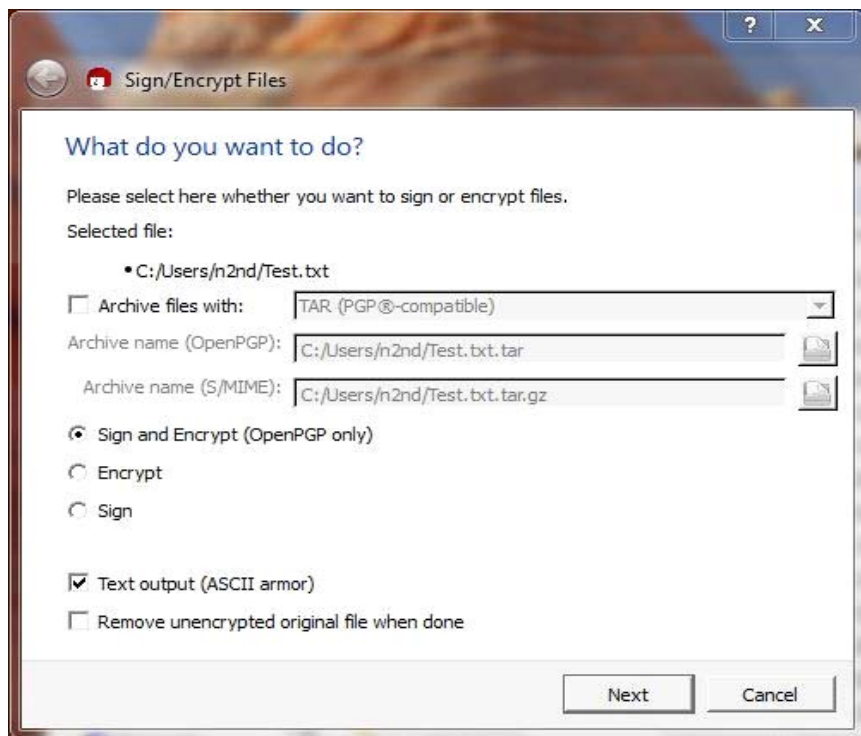 ?
X
Sign/Encrypt Files
What do you want to do?
Please select here whether you want to sign or encrypt files.
Selected file:
• C:/Users/n2nd/Test.txt
Archive files with: TAR (PGP®-compatible)
Archive name (OpenPGP): C:/Users/n2nd/Test.txt.tar
Archive name (S/MIME): C:/Users/n2nd/Test.txt.tar.gz
Sign and Encrypt (OpenPGP only)
Encrypt
Sign
Text output (ASCII armor)
Remove unencrypted original file when done
Next Cancel